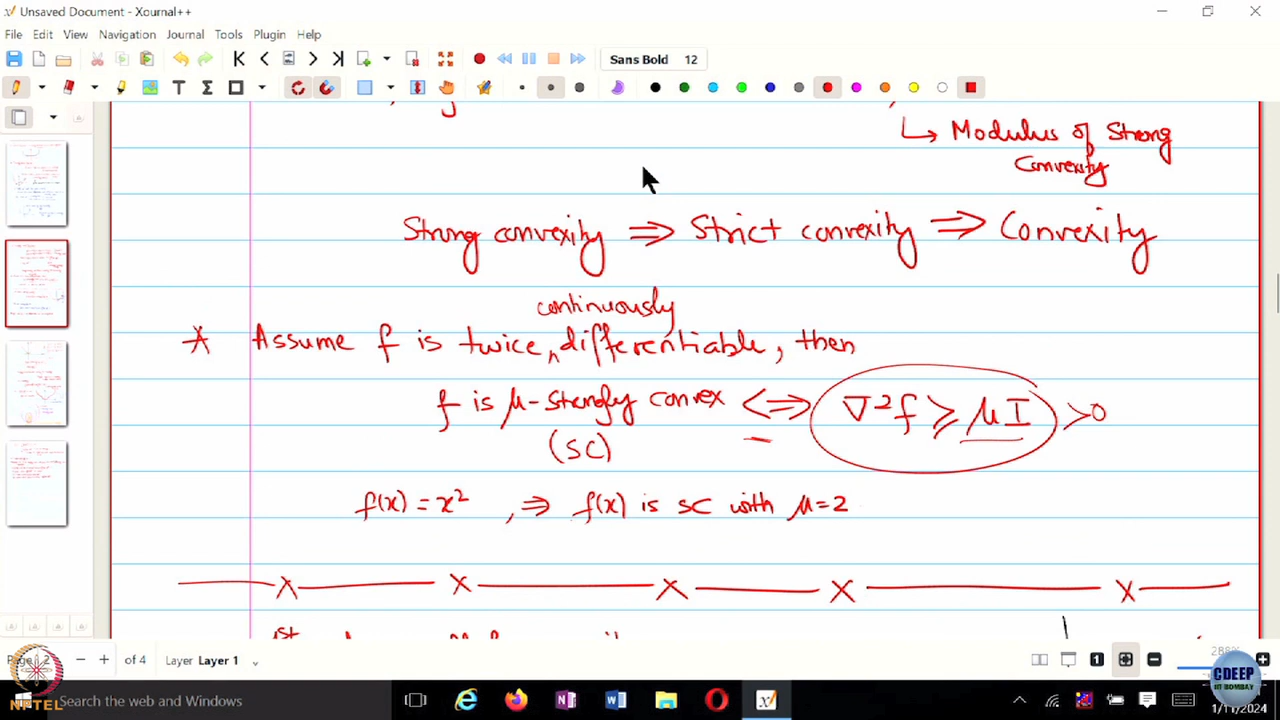 Unsaved Document - Xournal++
File Edit View Navigation Journal Tools Plugin Help
Sans Bold 12
↳ Modulus of Strong
Convexity
Strong convexity ⇒ Strict convexity ⇒ Convexity
continuously
* Assume f is twice ^ differentiable, then
f is μ-strongly convex ⇔ ∇²f ≥ μI >0
(SC)
f(x) = x² , ⇒ f(x) is SC with μ=2
X X X X X
of 4 Layer Layer 1
288%
NPTEL
Search the web and Windows
CDEEP
IIT BOMBAY
1/11/2024